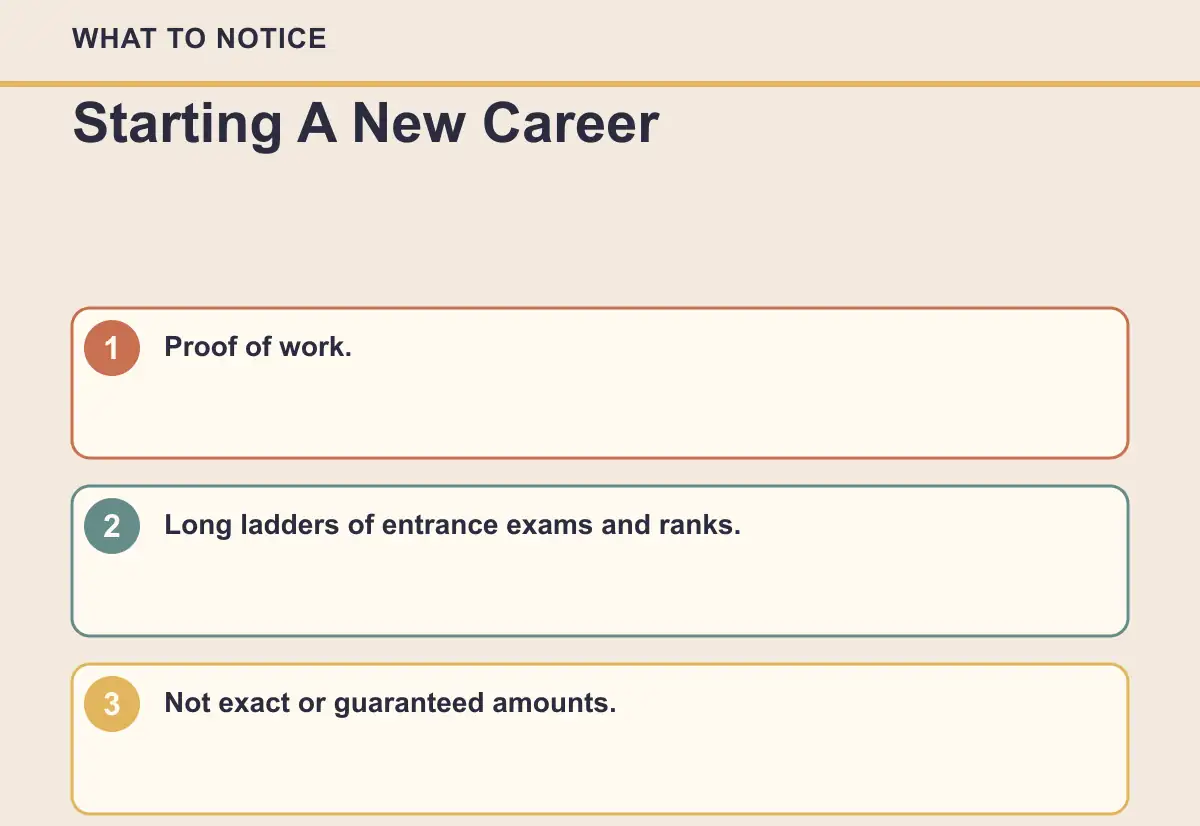 WHAT TO NOTICE
Starting A New Career
1
Proof of work.
2
Long ladders of entrance exams and ranks.
3
Not exact or guaranteed amounts.